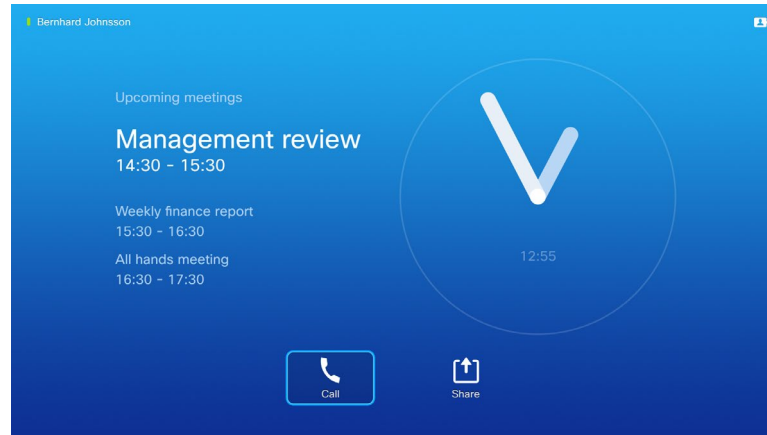 Bernhard Johnsson
Upcoming meetings
Management review
14:30 - 15:30
Weekly finance report
15:30 - 16:30
All hands meeting
16:30 - 17:30
12:55
Call
Share